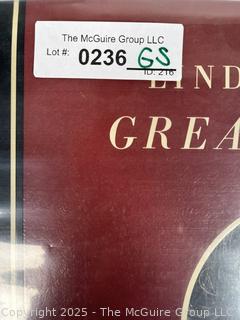 The McGuire Group LLC
Lot #: 0236 GS
ID: 216
LIND
GREA
Copyright 2025 - The McGuire Group LLC